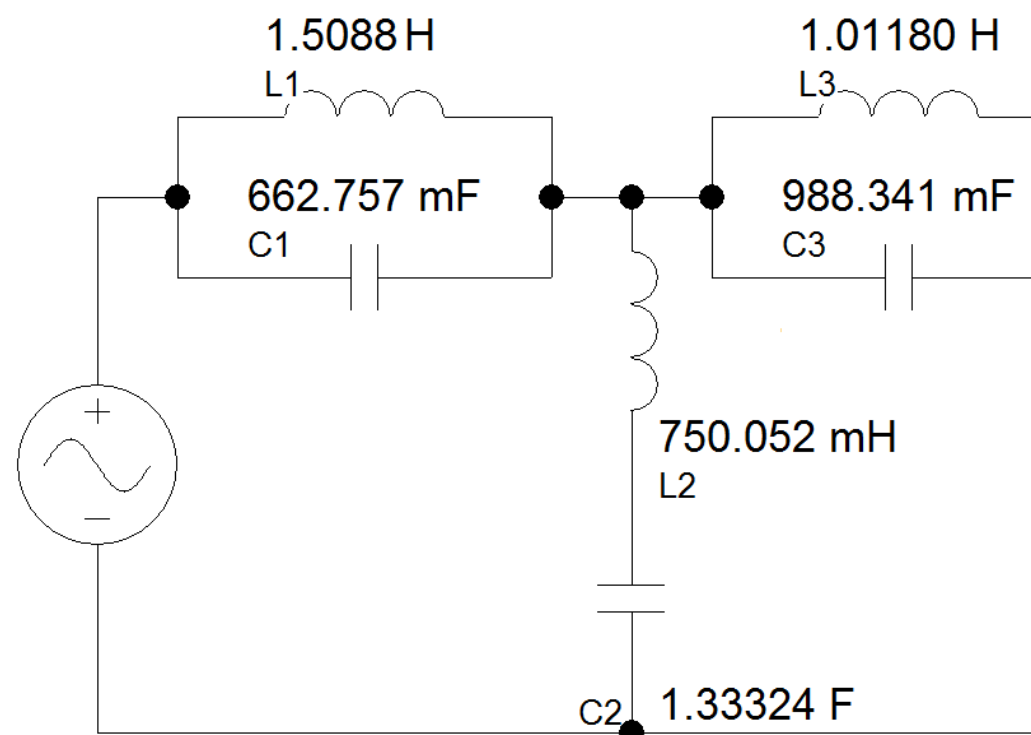 1.5088 H
L1
1.01180 H
L3
662.757 mF
C1
988.341 mF
C3
750.052 mH
L2
C2
1.33324 F